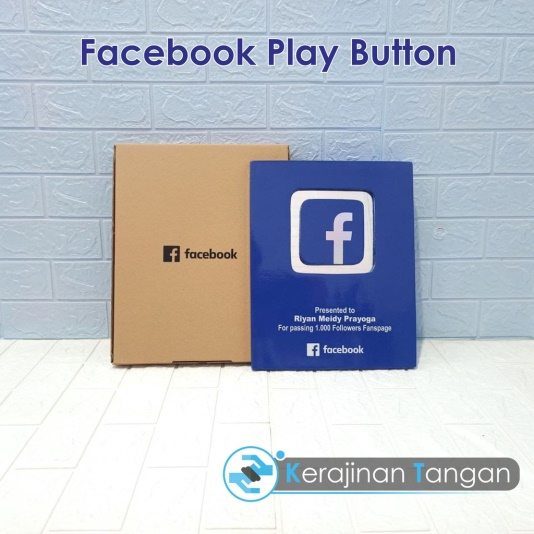 Facebook Play Button
facebook
Presented to
Riyan Meidy Prayoga
For passing 1.000 Followers Fanspage
facebook
Kerajinan Tangan